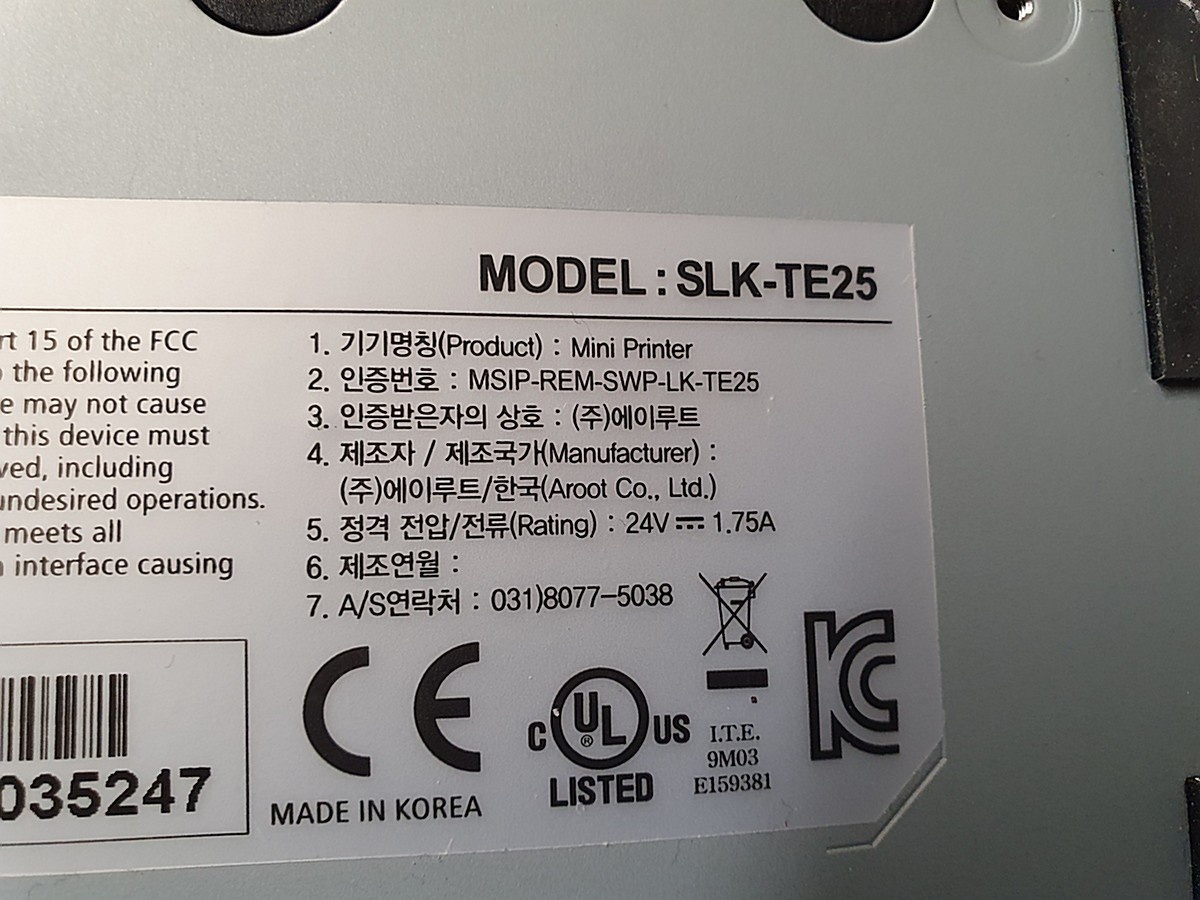 MODEL : SLK-TE25
15 of the FCC
the following
may not cause
this device must
including
operations.
meets all
interface causing
1. 기기명칭(Product) : Mini Printer
2. 인증번호 : MSIP-REM-SWP-LK-TE25
3. 인증받은자의 상호 : (주)에이루트
4. 제조자 / 제조국가(Manufacturer) :
(주)에이루트/한국(Aroot Co., Ltd.)
5. 정격 전압/전류(Rating) : 24V ⎓ 1.75A
6. 제조연월 :
7. A/S연락처 : 031)8077-5038
035247
CE
MADE IN KOREA
C UL ® US
LISTED
I.T.E.
9M03
E159381
KC